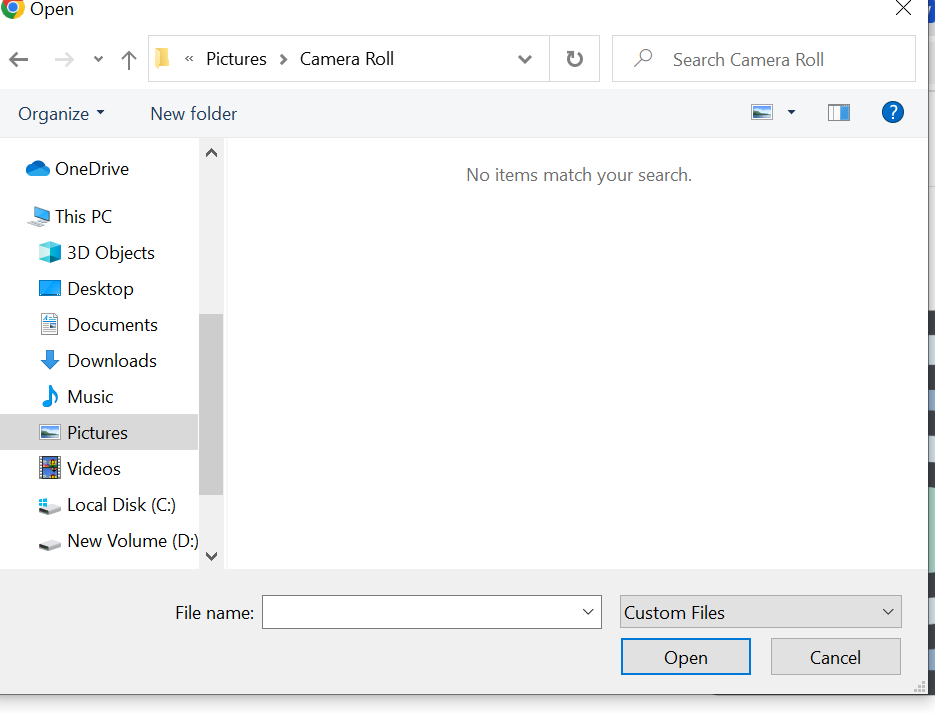 Open
« Pictures > Camera Roll
Search Camera Roll
Organize
New folder
?
No items match your search.
OneDrive
This PC
3D Objects
Desktop
Documents
Downloads
Music
Pictures
Videos
Local Disk (C:)
New Volume (D:)
File name:
Custom Files
Open
Cancel